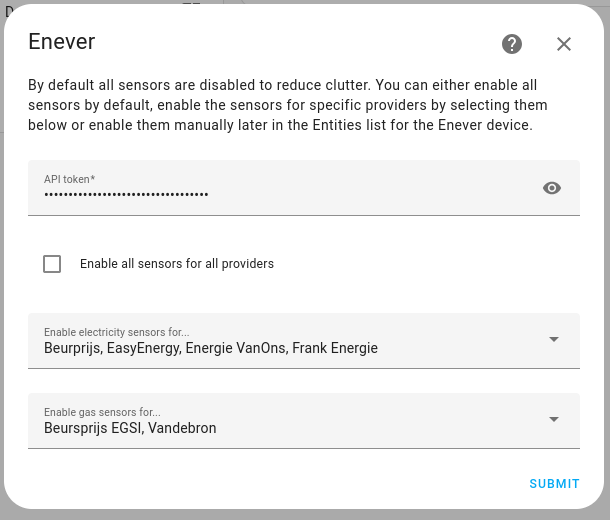 Enever
By default all sensors are disabled to reduce clutter. You can either enable all
sensors by default, enable the sensors for specific providers by selecting them
below or enable them manually later in the Entities list for the Enever device.
API token*
••••••••••••••••••••••••••••••••
Enable all sensors for all providers
Enable electricity sensors for...
Beurprijs, EasyEnergy, Energie VanOns, Frank Energie
Enable gas sensors for...
Beursprijs EGSI, Vandebron
SUBMIT